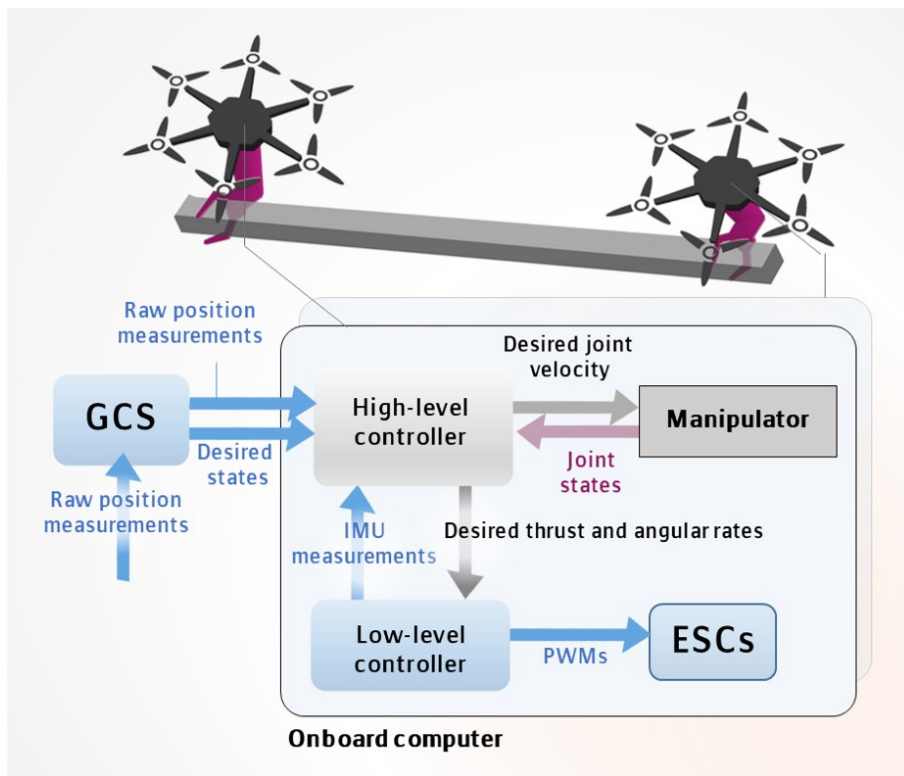 Raw position
measurements
Desired joint
velocity
GCS
High-level
controller
Manipulator
Desired
states
Joint
states
Raw position
measurements
IMU
measurements
Desired thrust and angular rates
Low-level
controller
PWMs
ESCs
Onboard computer